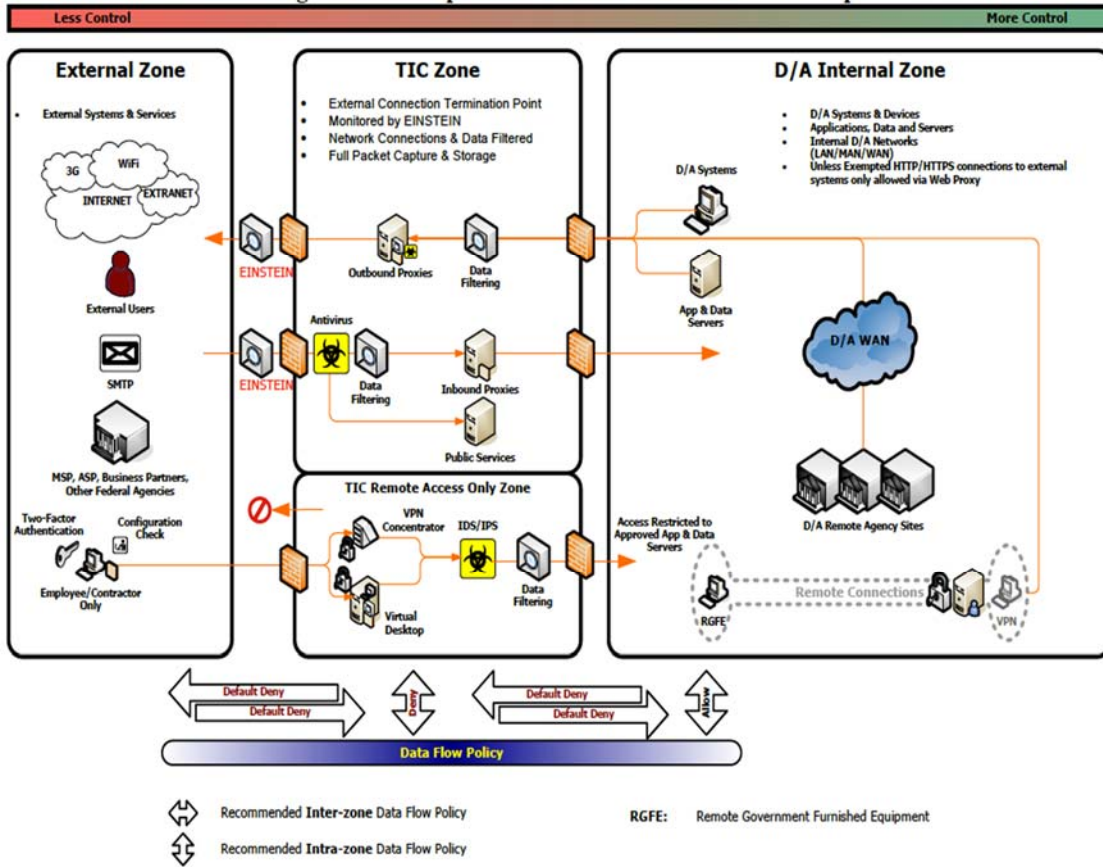 Less Control
More Control
External Zone
• External Systems & Services
3G
WiFi
INTERNET
EXTRANET
External Users
SMTP
MSP, ASP, Business Partners,
Other Federal Agencies
Two-Factor
Authentication
Configuration
Check
Employee/Contractor
Only
TIC Zone
• External Connection Termination Point
• Monitored by EINSTEIN
• Network Connections & Data Filtered
• Full Packet Capture & Storage
EINSTEIN
Outbound Proxies
Data
Filtering
Antivirus
EINSTEIN
Data
Filtering
Inbound Proxies
Public Services
TIC Remote Access Only Zone
VPN
Concentrator
IDS/IPS
Virtual
Desktop
Data
Filtering
D/A Internal Zone
• D/A Systems & Devices
• Applications, Data and Servers
• Internal D/A Networks
(LAN/MAN/WAN)
• Unless Exempted HTTP/HTTPS connections to external
systems only allowed via Web Proxy
D/A Systems
App & Data
Servers
D/A WAN
D/A Remote Agency Sites
Access Restricted to
Approved App & Data
Servers
RGFE
Remote Connections
VPN
Default Deny
Default Deny
Deny
Default Deny
Default Deny
Allow
Data Flow Policy
Recommended Inter-zone Data Flow Policy
RGFE: Remote Government Furnished Equipment
Recommended Intra-zone Data Flow Policy